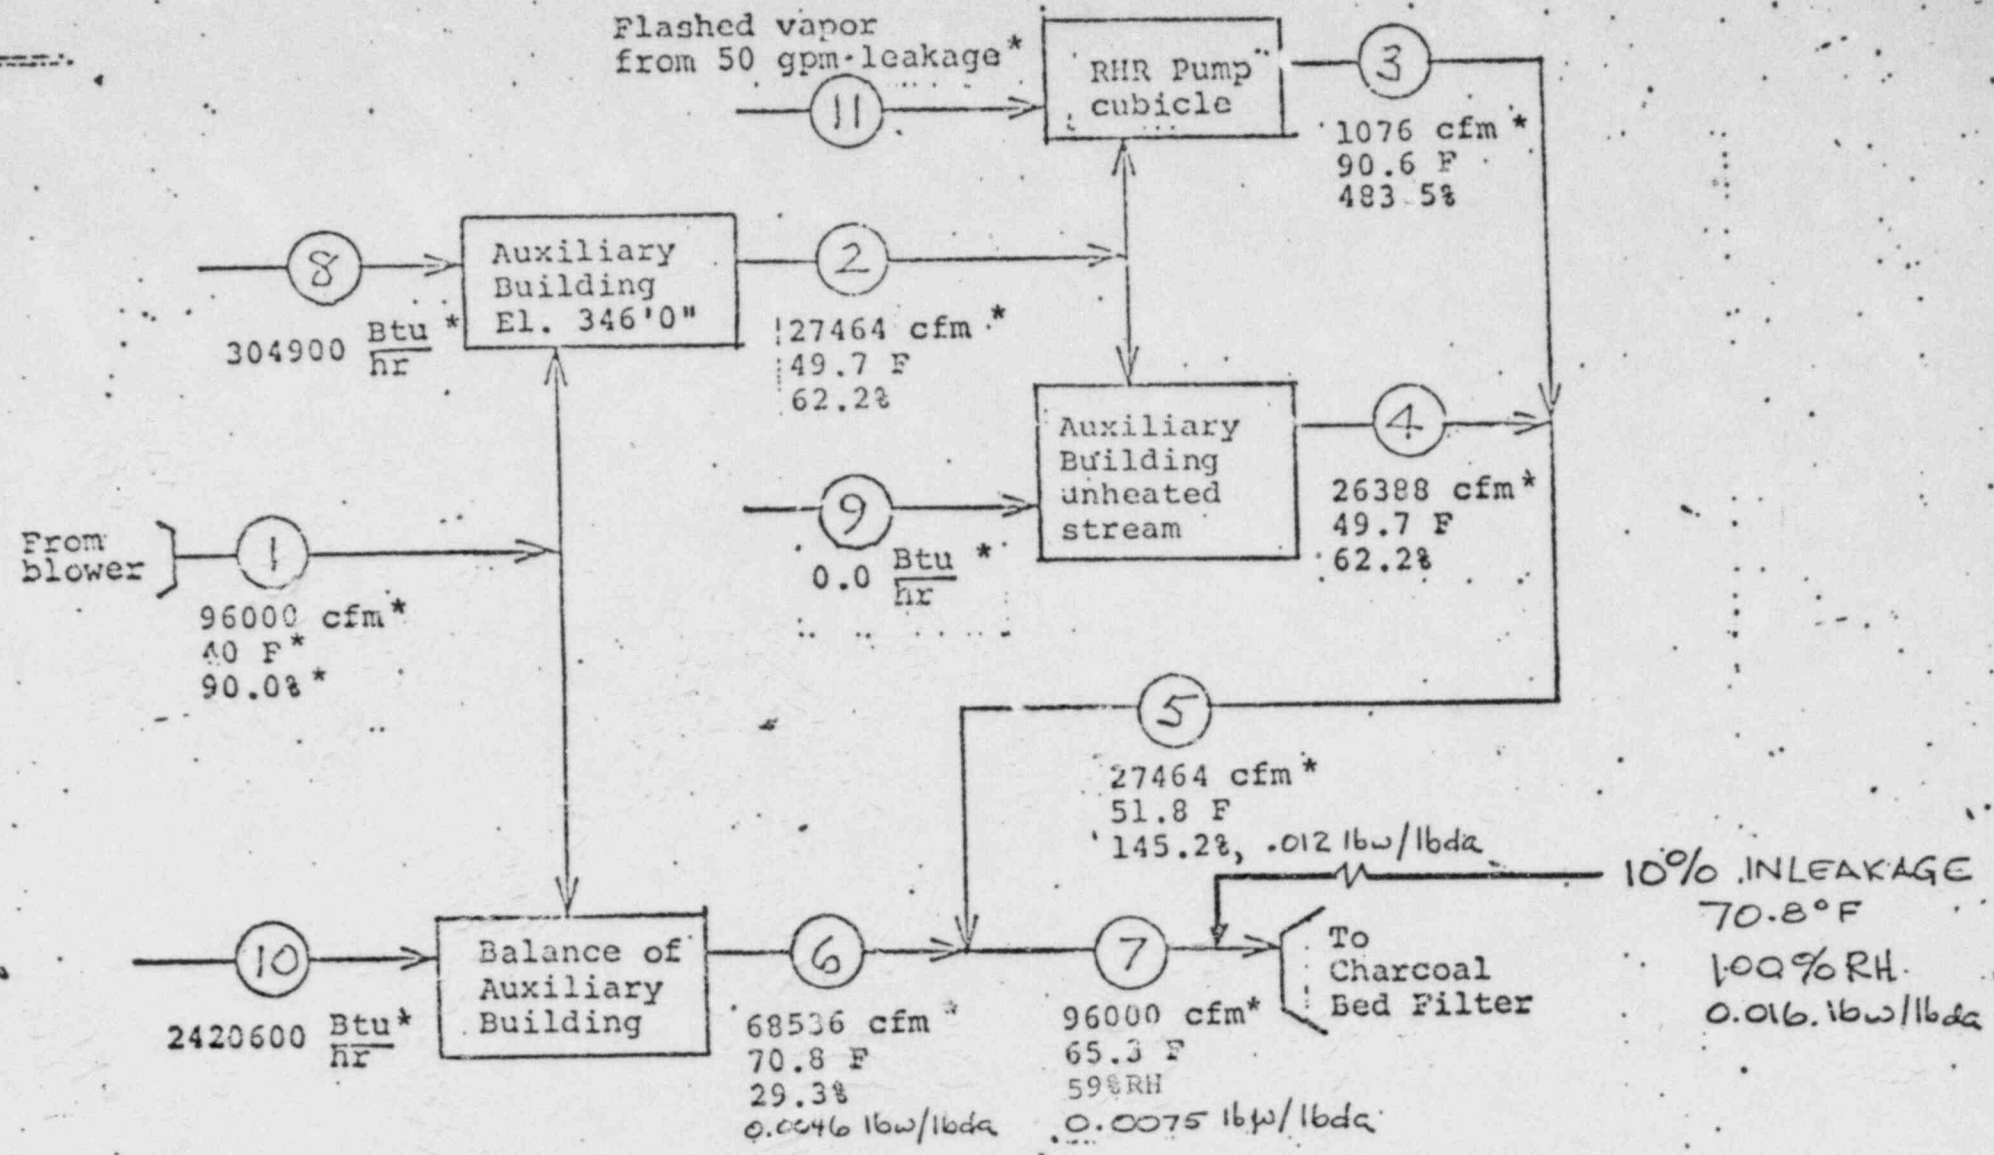 Flashed vapor
from 50 gpm leakage*
11
RHR Pump
cubicle
3
1076 cfm*
90.6 F
483.5%
8
304900 Btu*
hr
Auxiliary
Building
El. 346'0"
2
27464 cfm*
49.7 F
62.2%
9
0.0 Btu*
hr
Auxiliary
Building
unheated
stream
4
26388 cfm*
49.7 F
62.2%
From
blower
1
96000 cfm*
40 F*
90.0%*
5
27464 cfm*
51.8 F
145.2%, .012 lbw/lbda
10% INLEAKAGE
70.8°F
100% RH
0.016 lbw/lbda
10
2420600 Btu*
hr
Balance of
Auxiliary
Building
6
68536 cfm*
70.8 F
29.3%
0.0046 lbw/lbda
7
96000 cfm*
65.3 F
59%RH
0.0075 lbw/lbda
To
Charcoal
Bed Filter